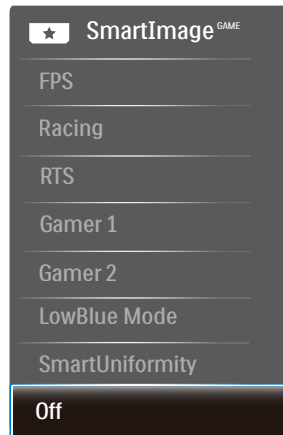 SmartImage GAME
FPS
Racing
RTS
Gamer 1
Gamer 2
LowBlue Mode
SmartUniformity
Off